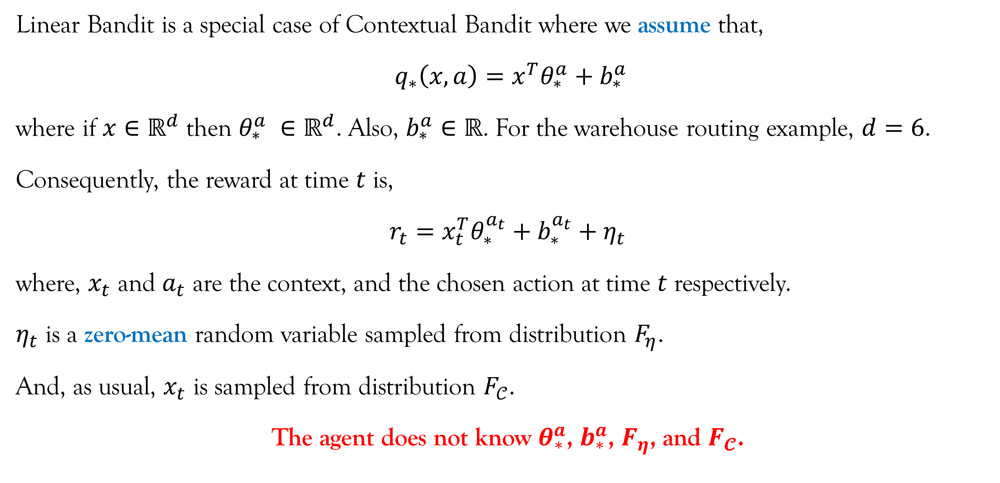 Linear Bandit is a special case of Contextual Bandit where we assume that,
$q_*(x, a) = x^T \theta_*^a + b_*^a$
where if $x \in \mathbb{R}^d$ then $\theta_*^a \in \mathbb{R}^d$. Also, $b_*^a \in \mathbb{R}$. For the warehouse routing example, $d = 6$.
Consequently, the reward at time $t$ is,
$r_t = x_t^T \theta_*^{a_t} + b_*^{a_t} + \eta_t$
where, $x_t$ and $a_t$ are the context, and the chosen action at time $t$ respectively.
$\eta_t$ is a zero-mean random variable sampled from distribution $F_\eta$.
And, as usual, $x_t$ is sampled from distribution $F_{\mathcal{C}}$.
The agent does not know $\theta_*^a$, $b_*^a$, $F_\eta$, and $F_{\mathcal{C}}$.